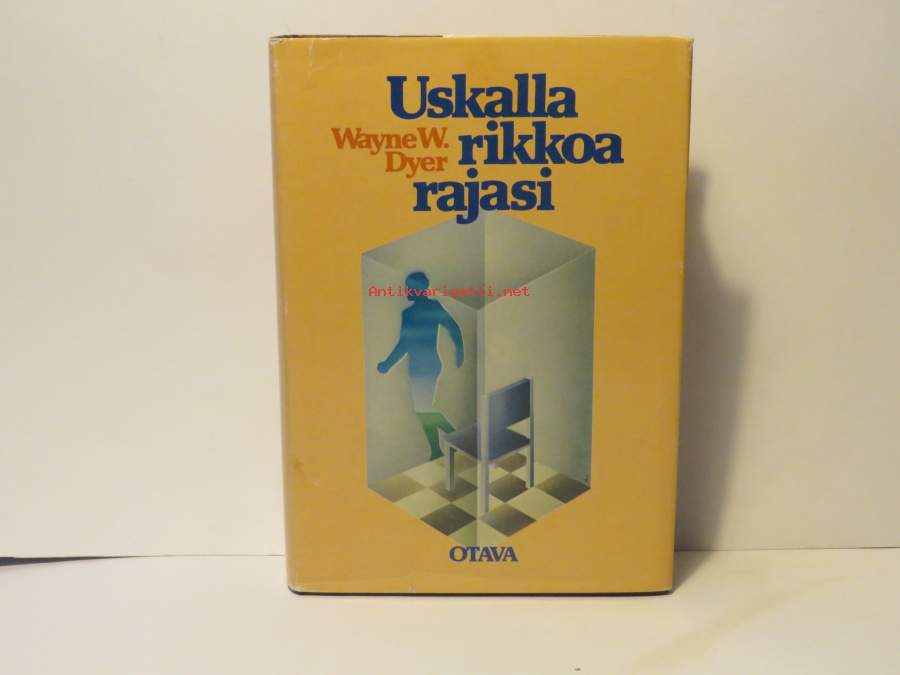 Uskalla
Wayne W.
Dyer
rikkoa
rajasi
Antikvariaatti.net
OTAVA